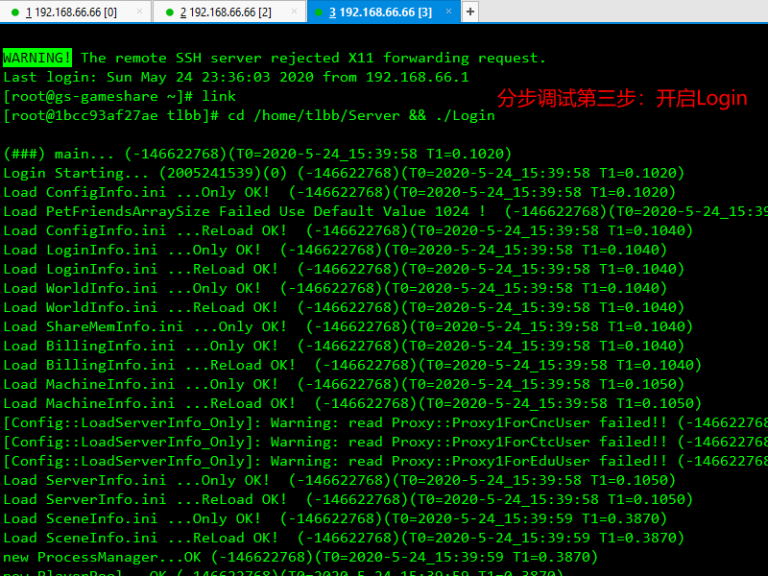 1 192.168.66.66 [0] × 2 192.168.66.66 [2] × 3 192.168.66.66 [3] × +
WARNING! The remote SSH server rejected X11 forwarding request.
Last login: Sun May 24 23:36:03 2020 from 192.168.66.1
[root@gs-gameshare ~]# link
分步调试第三步：开启Login
[root@1bcc93af27ae tlbb]# cd /home/tlbb/Server && ./Login
(###) main... (-146622768)(T0=2020-5-24_15:39:58 T1=0.1020)
Login Starting... (2005241539)(0) (-146622768)(T0=2020-5-24_15:39:58 T1=0.1020)
Load ConfigInfo.ini ...Only OK! (-146622768)(T0=2020-5-24_15:39:58 T1=0.1020)
Load PetFriendsArraySize Failed Use Default Value 1024 ! (-146622768)(T0=2020-5-24_15:39
Load ConfigInfo.ini ...ReLoad OK! (-146622768)(T0=2020-5-24_15:39:58 T1=0.1040)
Load LoginInfo.ini ...Only OK! (-146622768)(T0=2020-5-24_15:39:58 T1=0.1040)
Load LoginInfo.ini ...ReLoad OK! (-146622768)(T0=2020-5-24_15:39:58 T1=0.1040)
Load WorldInfo.ini ...Only OK! (-146622768)(T0=2020-5-24_15:39:58 T1=0.1040)
Load WorldInfo.ini ...ReLoad OK! (-146622768)(T0=2020-5-24_15:39:58 T1=0.1040)
Load ShareMemInfo.ini ...Only OK! (-146622768)(T0=2020-5-24_15:39:58 T1=0.1040)
Load BillingInfo.ini ...Only OK! (-146622768)(T0=2020-5-24_15:39:58 T1=0.1040)
Load BillingInfo.ini ...ReLoad OK! (-146622768)(T0=2020-5-24_15:39:58 T1=0.1040)
Load MachineInfo.ini ...Only OK! (-146622768)(T0=2020-5-24_15:39:58 T1=0.1050)
Load MachineInfo.ini ...ReLoad OK! (-146622768)(T0=2020-5-24_15:39:58 T1=0.1050)
[Config::LoadServerInfo_Only]: Warning: read Proxy::Proxy1ForCncUser failed!! (-146622768
[Config::LoadServerInfo_Only]: Warning: read Proxy::Proxy1ForCtcUser failed!! (-146622768
[Config::LoadServerInfo_Only]: Warning: read Proxy::Proxy1ForEduUser failed!! (-146622768
Load ServerInfo.ini ...Only OK! (-146622768)(T0=2020-5-24_15:39:58 T1=0.1050)
Load ServerInfo.ini ...ReLoad OK! (-146622768)(T0=2020-5-24_15:39:58 T1=0.1050)
Load SceneInfo.ini ...Only OK! (-146622768)(T0=2020-5-24_15:39:59 T1=0.3870)
Load SceneInfo.ini ...ReLoad OK! (-146622768)(T0=2020-5-24_15:39:59 T1=0.3870)
new ProcessManager...OK (-146622768)(T0=2020-5-24_15:39:59 T1=0.3870)
new PlayerPool...OK (-146622768)(T0=2020-5-24_15:39:59 T1=0.3870)